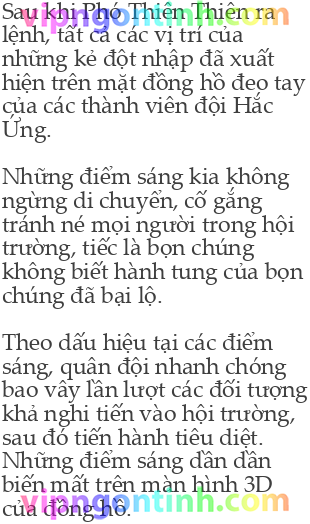 Sau khi Phó Thiên Thiên ra
lệnh, tất cả các vị trí của
những kẻ đột nhập đã xuất
hiện trên mặt đồng hồ đeo tay
của các thành viên đội Hắc
Ứng.
Những điểm sáng kia không
ngừng di chuyển, cố gắng
tránh né mọi người trong hội
trường, tiếc là bọn chúng
không biết hành tung của bọn
chúng đã bại lộ.
Theo dấu hiệu tại các điểm
sáng, quân đội nhanh chóng
bao vây lần lượt các đối tượng
khả nghi tiến vào hội trường,
sau đó tiến hành tiêu diệt.
Những điểm sáng dần dần
biến mất trên màn hình 3D
của đồng hồ.
vipngontinh.com
vipngontinh.com